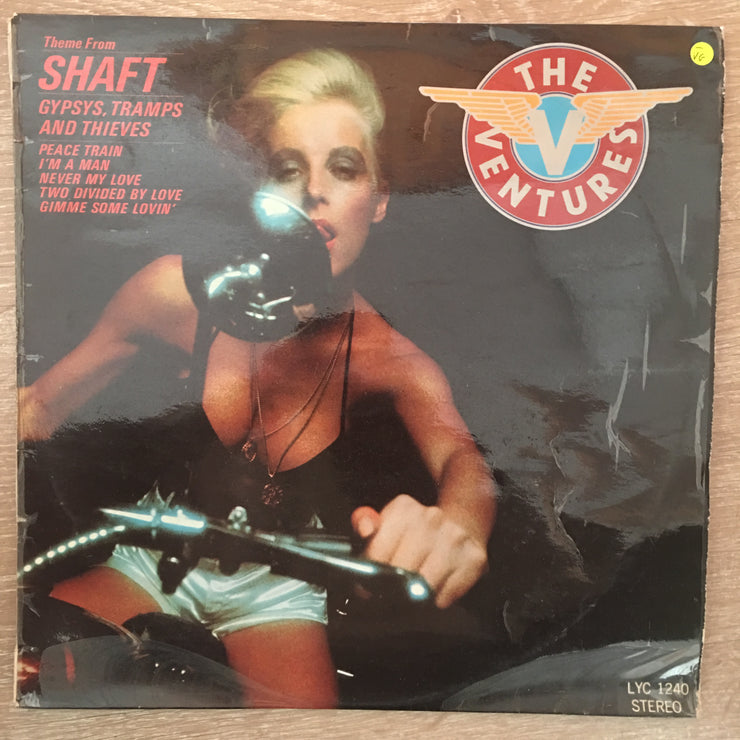 Theme From
SHAFT
GYPSYS, TRAMPS
AND THIEVES
PEACE TRAIN
I'M A MAN
NEVER MY LOVE
TWO DIVIDED BY LOVE
GIMME SOME LOVIN'
THE
V
VENTURES
VG
LYC 1240
STEREO